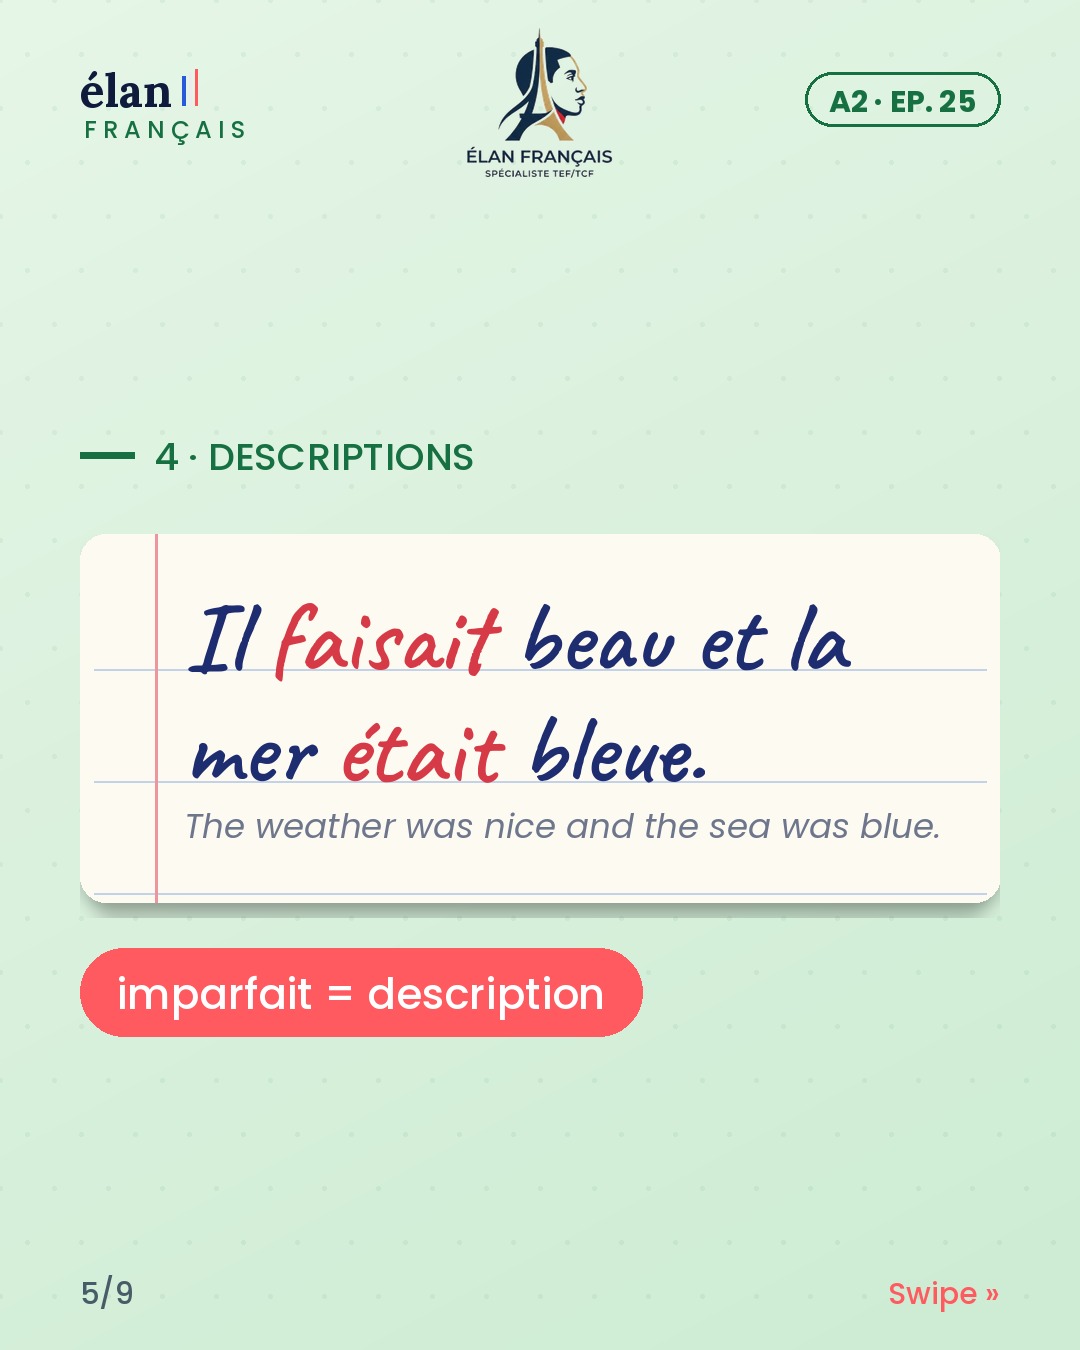 élan
FRANÇAIS
ÉLAN FRANÇAIS
SPÉCIALISTE TEF/TCF
A2 · EP. 25
4 · DESCRIPTIONS
Il faisait beau et la
mer était bleue.
The weather was nice and the sea was blue.
imparfait = description
5/9
Swipe »